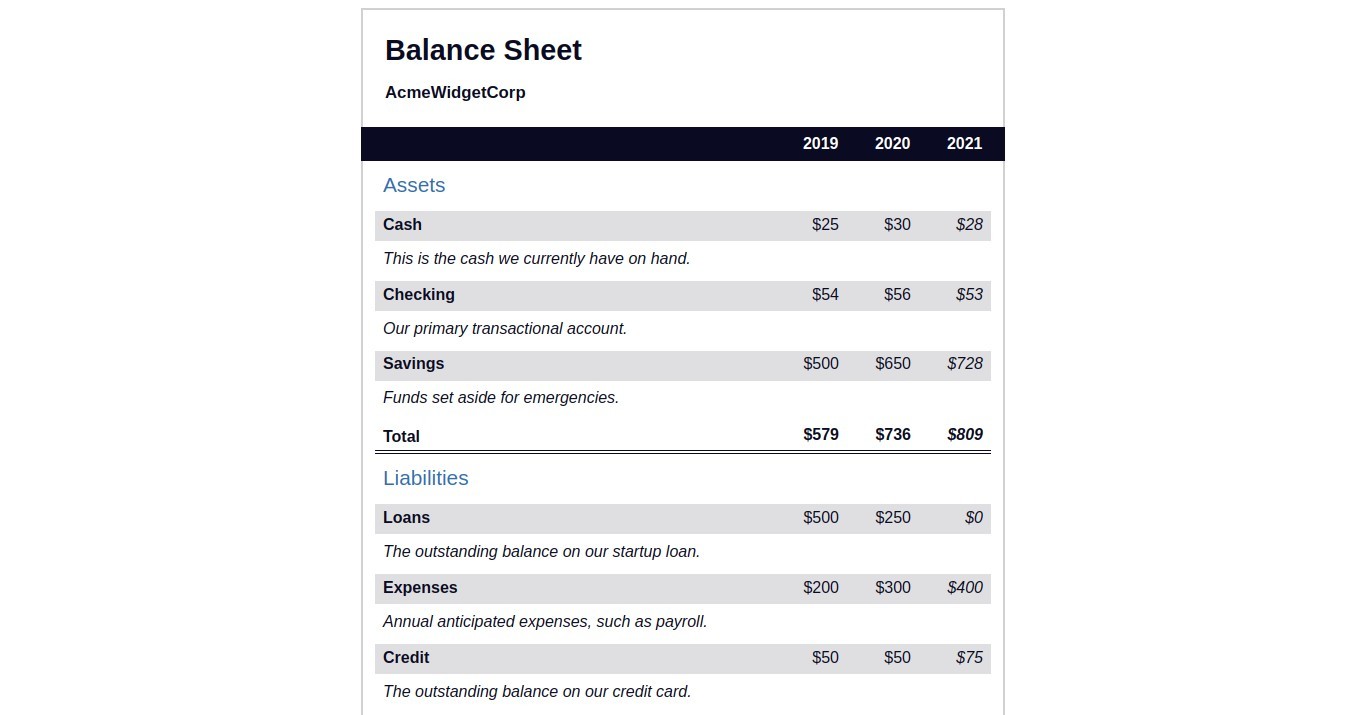 Balance Sheet
AcmeWidgetCorp
2019 2020 2021
Assets
Cash $25 $30 $28
This is the cash we currently have on hand.
Checking $54 $56 $53
Our primary transactional account.
Savings $500 $650 $728
Funds set aside for emergencies.
Total $579 $736 $809
Liabilities
Loans $500 $250 $0
The outstanding balance on our startup loan.
Expenses $200 $300 $400
Annual anticipated expenses, such as payroll.
Credit $50 $50 $75
The outstanding balance on our credit card.